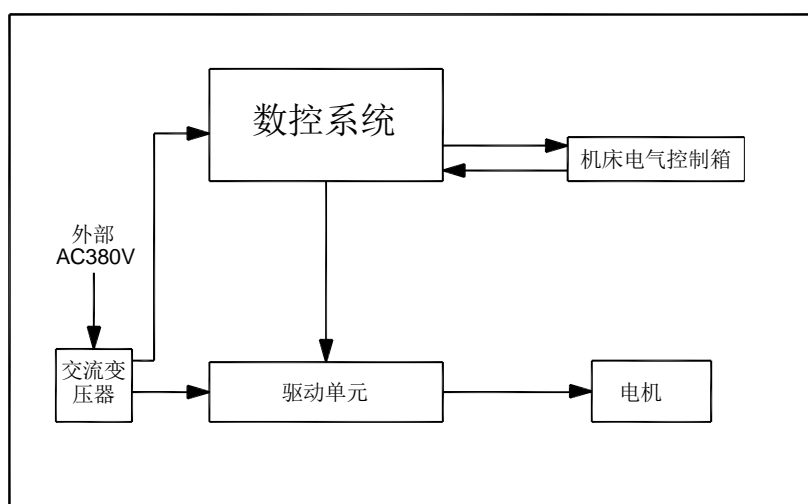 数控系统
机床电气控制箱
外部
AC380V
交流变
压器
驱动单元
电机